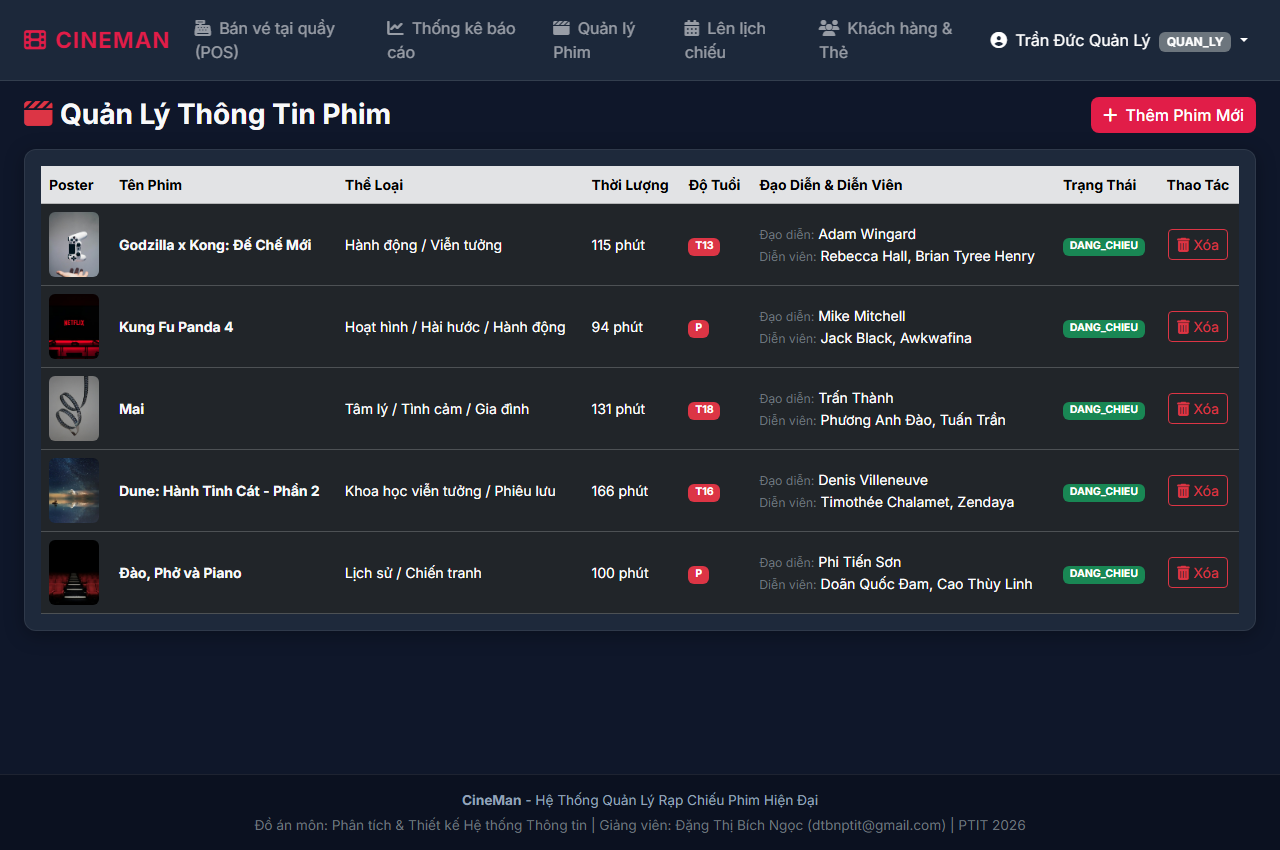 CINEMAN
Bán vé tại quầy
(POS)
Thống kê báo
cáo
Quản lý
Phim
Lên lịch
chiếu
Khách hàng &
Thẻ
Trần Đức Quản Lý QUAN_LY
Quản Lý Thông Tin Phim
Thêm Phim Mới
Poster Tên Phim Thể Loại Thời Lượng Độ Tuổi Đạo Diễn & Diễn Viên Trạng Thái Thao Tác
Godzilla x Kong: Đế Chế Mới Hành động / Viễn tưởng 115 phút T13 Đạo diễn: Adam Wingard
Diễn viên: Rebecca Hall, Brian Tyree Henry DANG_CHIEU Xóa
NETFLIX
Kung Fu Panda 4 Hoạt hình / Hài hước / Hành động 94 phút P Đạo diễn: Mike Mitchell
Diễn viên: Jack Black, Awkwafina DANG_CHIEU Xóa
Mai Tâm lý / Tình cảm / Gia đình 131 phút T18 Đạo diễn: Trấn Thành
Diễn viên: Phương Anh Đào, Tuấn Trần DANG_CHIEU Xóa
Dune: Hành Tinh Cát - Phần 2 Khoa học viễn tưởng / Phiêu lưu 166 phút T16 Đạo diễn: Denis Villeneuve
Diễn viên: Timothée Chalamet, Zendaya DANG_CHIEU Xóa
Đào, Phở và Piano Lịch sử / Chiến tranh 100 phút P Đạo diễn: Phi Tiến Sơn
Diễn viên: Doãn Quốc Đam, Cao Thùy Linh DANG_CHIEU Xóa
CineMan - Hệ Thống Quản Lý Rạp Chiếu Phim Hiện Đại
Đồ án môn: Phân tích & Thiết kế Hệ thống Thông tin | Giảng viên: Đặng Thị Bích Ngọc (dtbnptit@gmail.com) | PTIT 2026